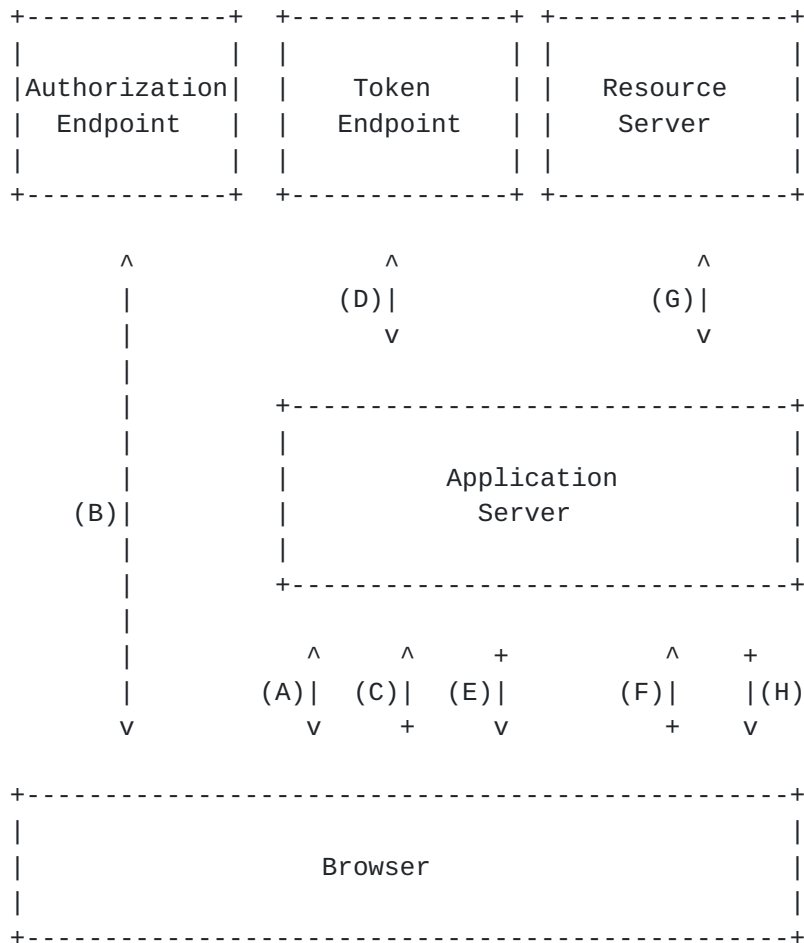 Authorization Token Resource
Endpoint Endpoint Server
(D) (G)
Application
(B) Server
(A) (C) (E) (F) (H)
Browser